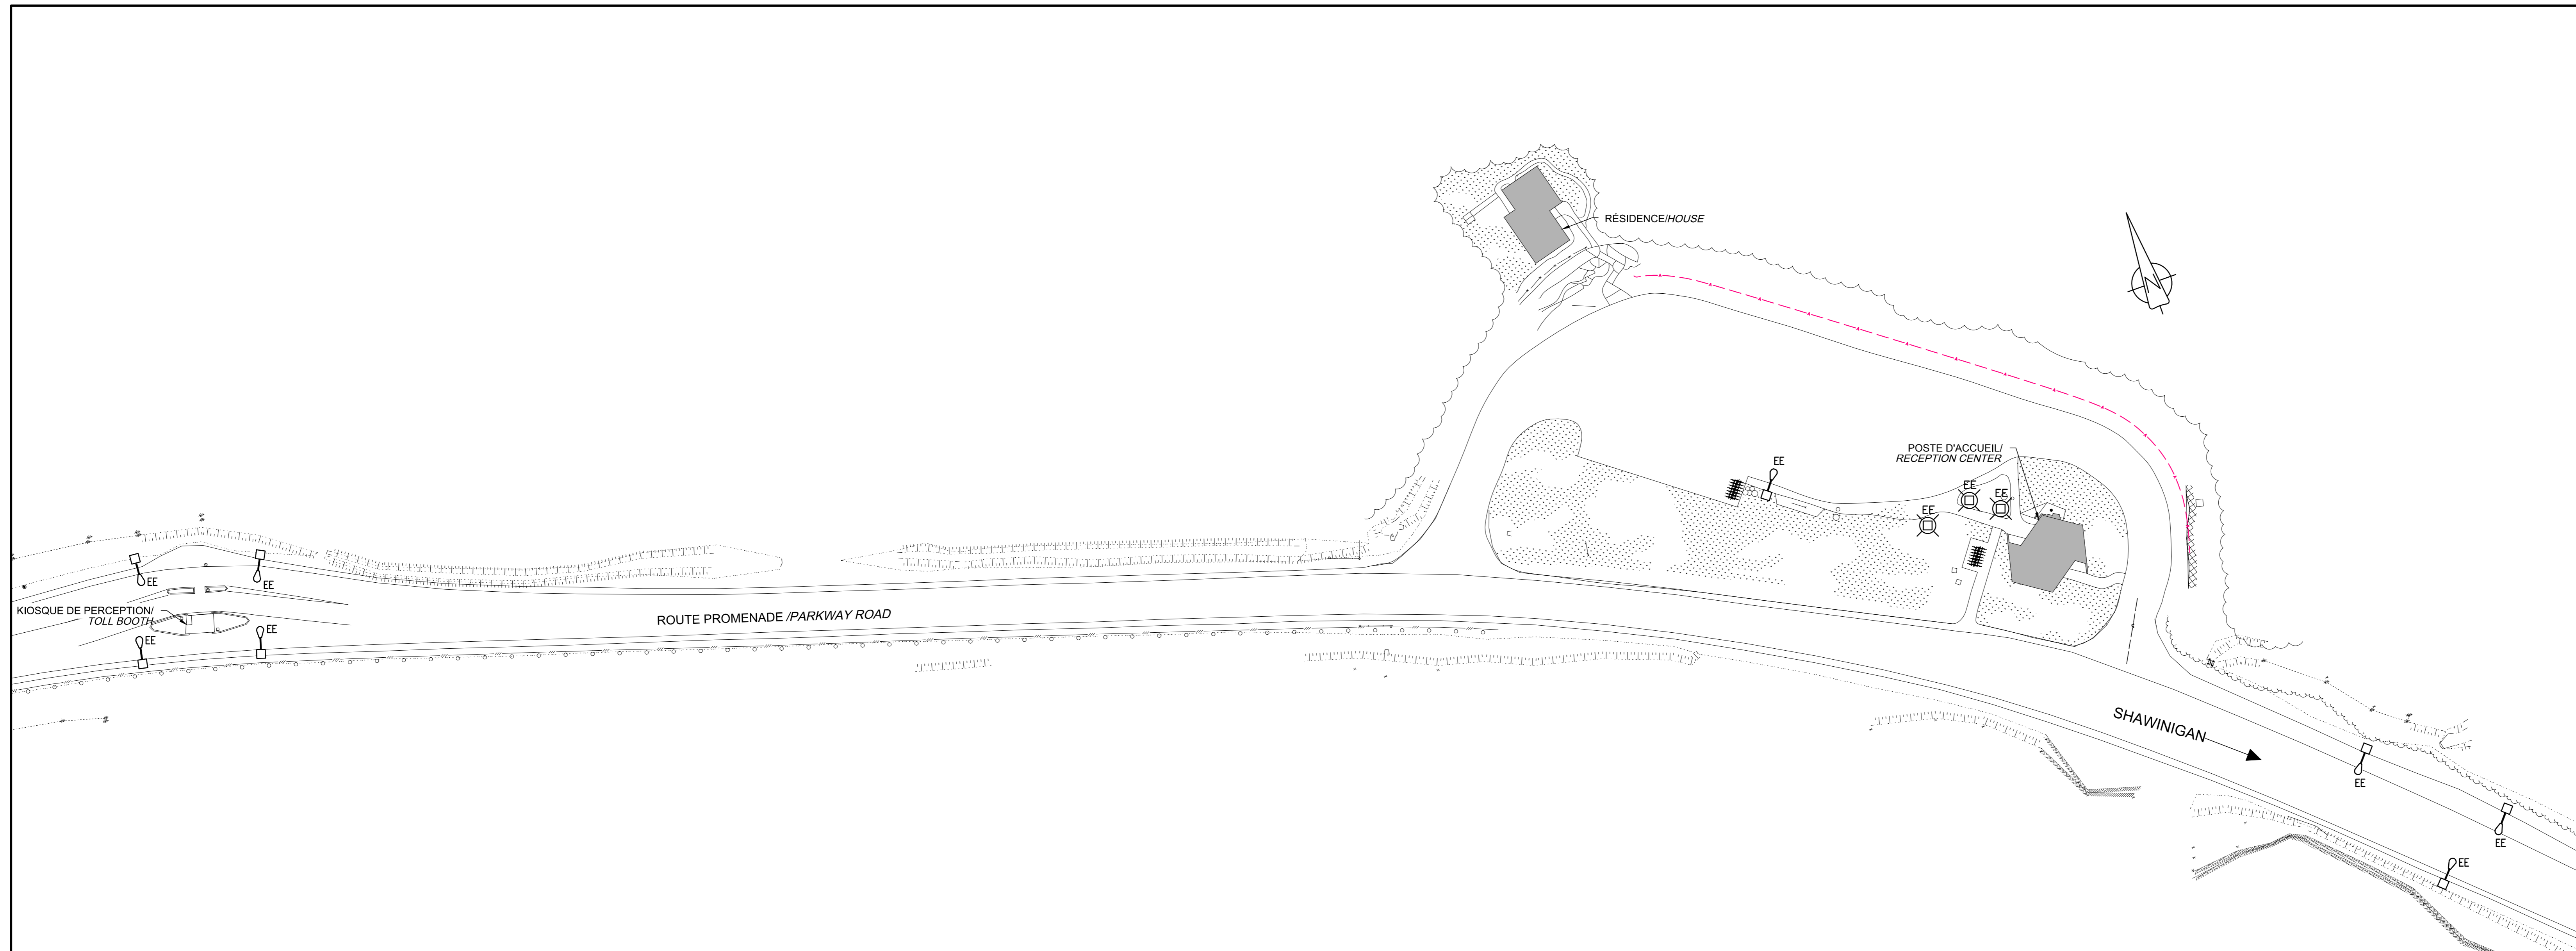 RÉSIDENCE/HOUSE
N
POSTE D'ACCUEIL/
RECEPTION CENTER
EE
EE
EE
EE
EE
EE
KIOSQUE DE PERCEPTION/
TOLL BOOTH
EE
EE
ROUTE PROMENADE /PARKWAY ROAD
SHAWINIGAN
EE
EE
EE